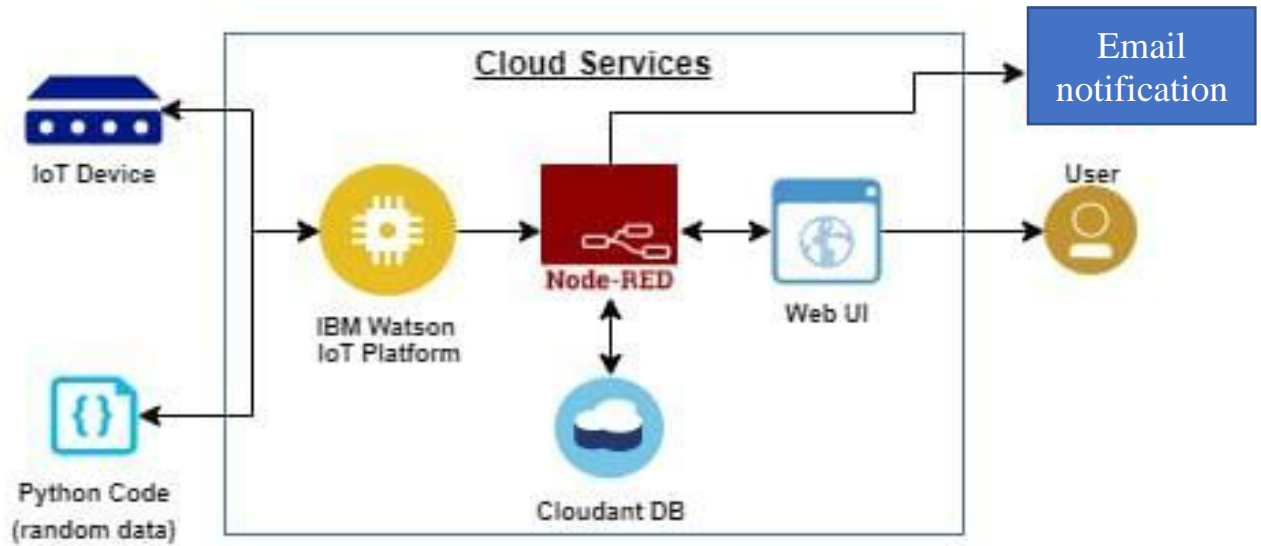 Cloud Services
Email
notification
IoT Device
User
Node-RED
IBM Watson
IoT Platform
Web UI
{}
Python Code
(random data)
Cloudant DB